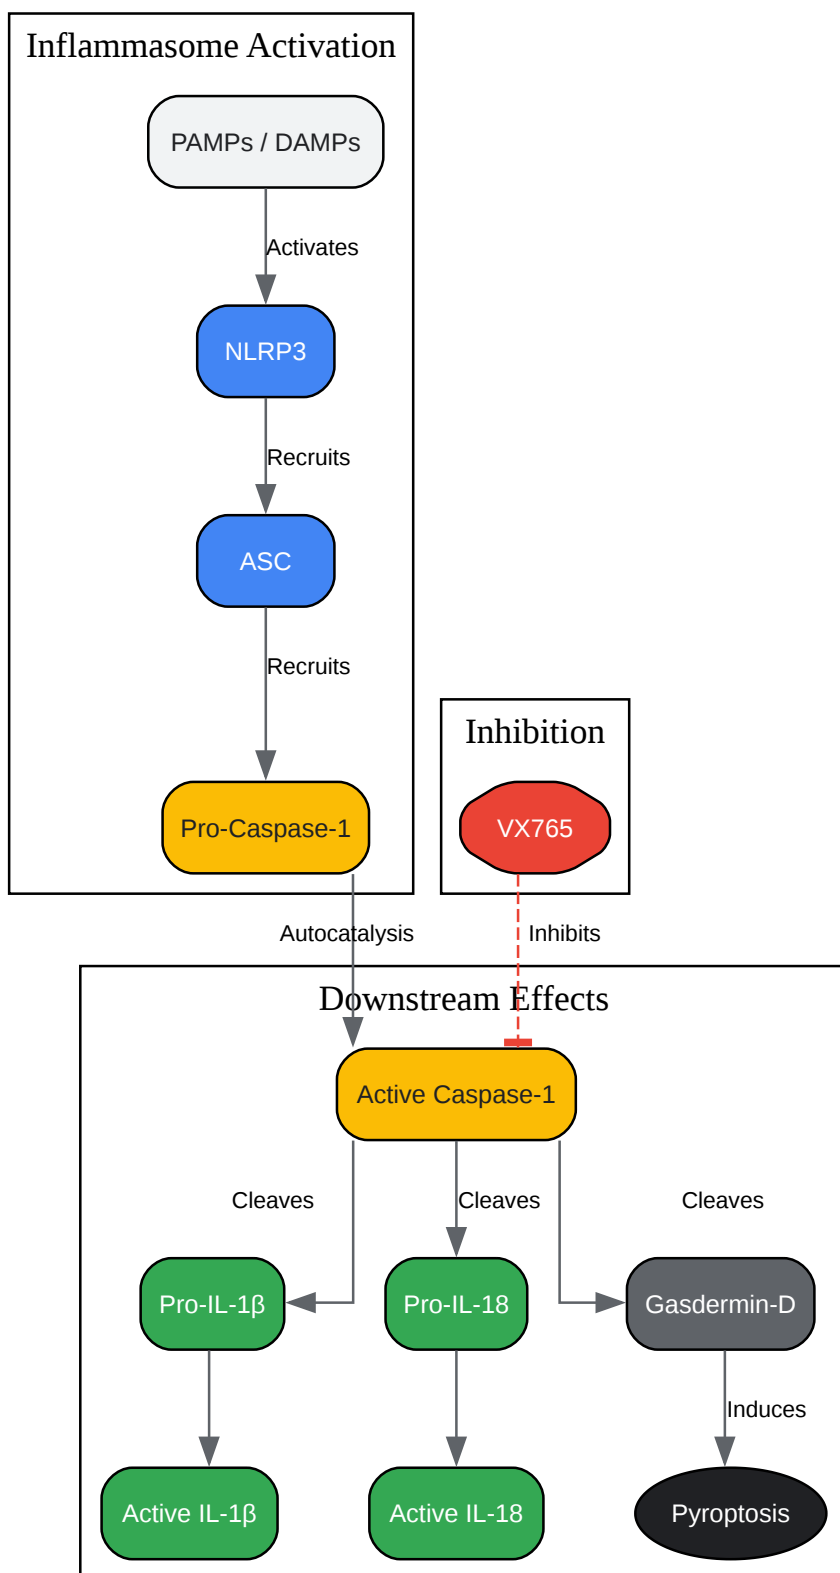 Inflammasome Activation
PAMPs / DAMPs
Activates
NLRP3
Recruits
ASC
Recruits
Pro-Caspase-1
Inhibition
VX765
Autocatalysis
Inhibits
Downstream Effects
Active Caspase-1
Cleaves
Cleaves
Cleaves
Pro-IL-1β
Pro-IL-18
Gasdermin-D
Induces
Active IL-1β
Active IL-18
Pyroptosis